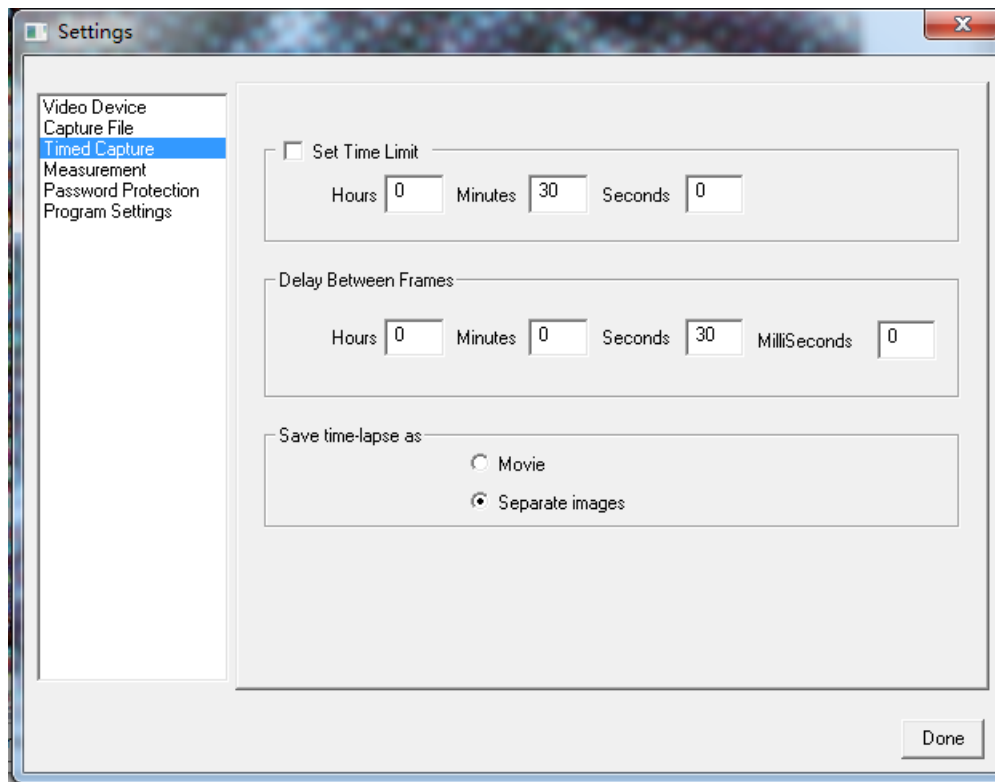 Settings
Video Device
Capture File
Timed Capture
Measurement
Password Protection
Program Settings
Set Time Limit
Hours 0 Minutes 30 Seconds 0
Delay Between Frames
Hours 0 Minutes 0 Seconds 30 MilliSeconds 0
Save time-lapse as
Movie
Separate images
Done